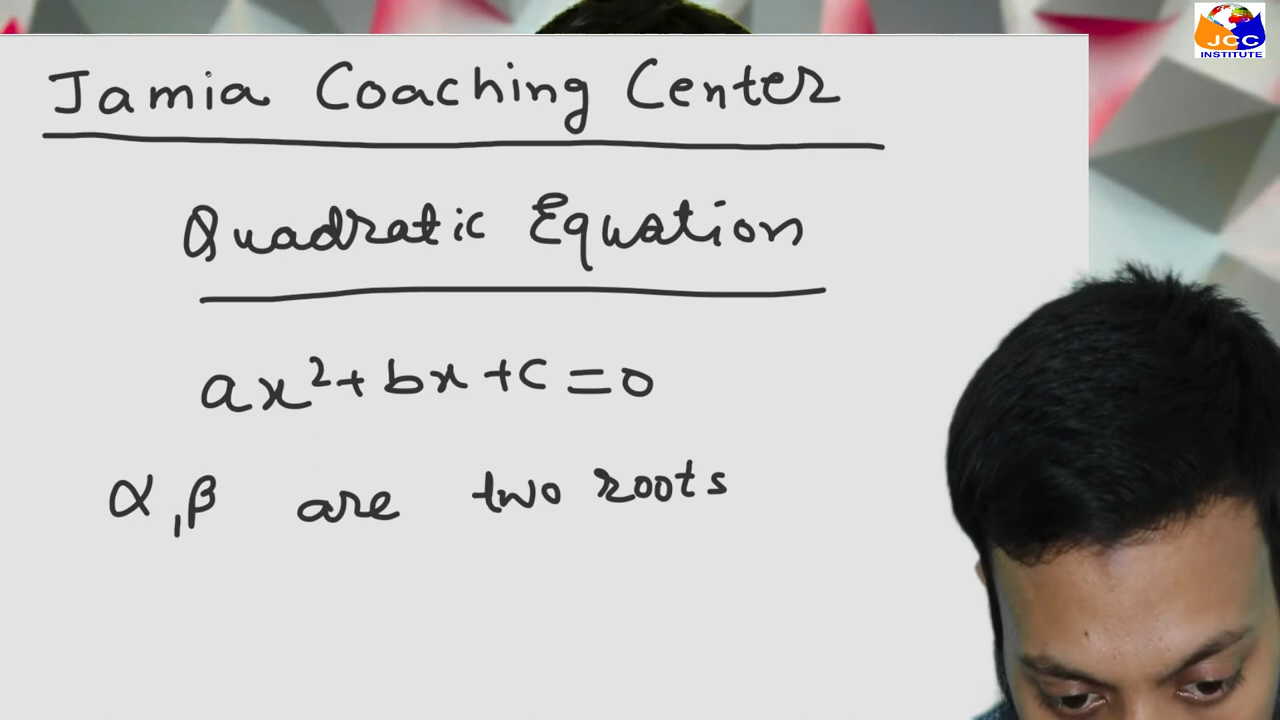 JCC
INSTITUTE
Jamia Coaching Center
Quadratic Equation
ax²+bx+c=0
α,β are two roots